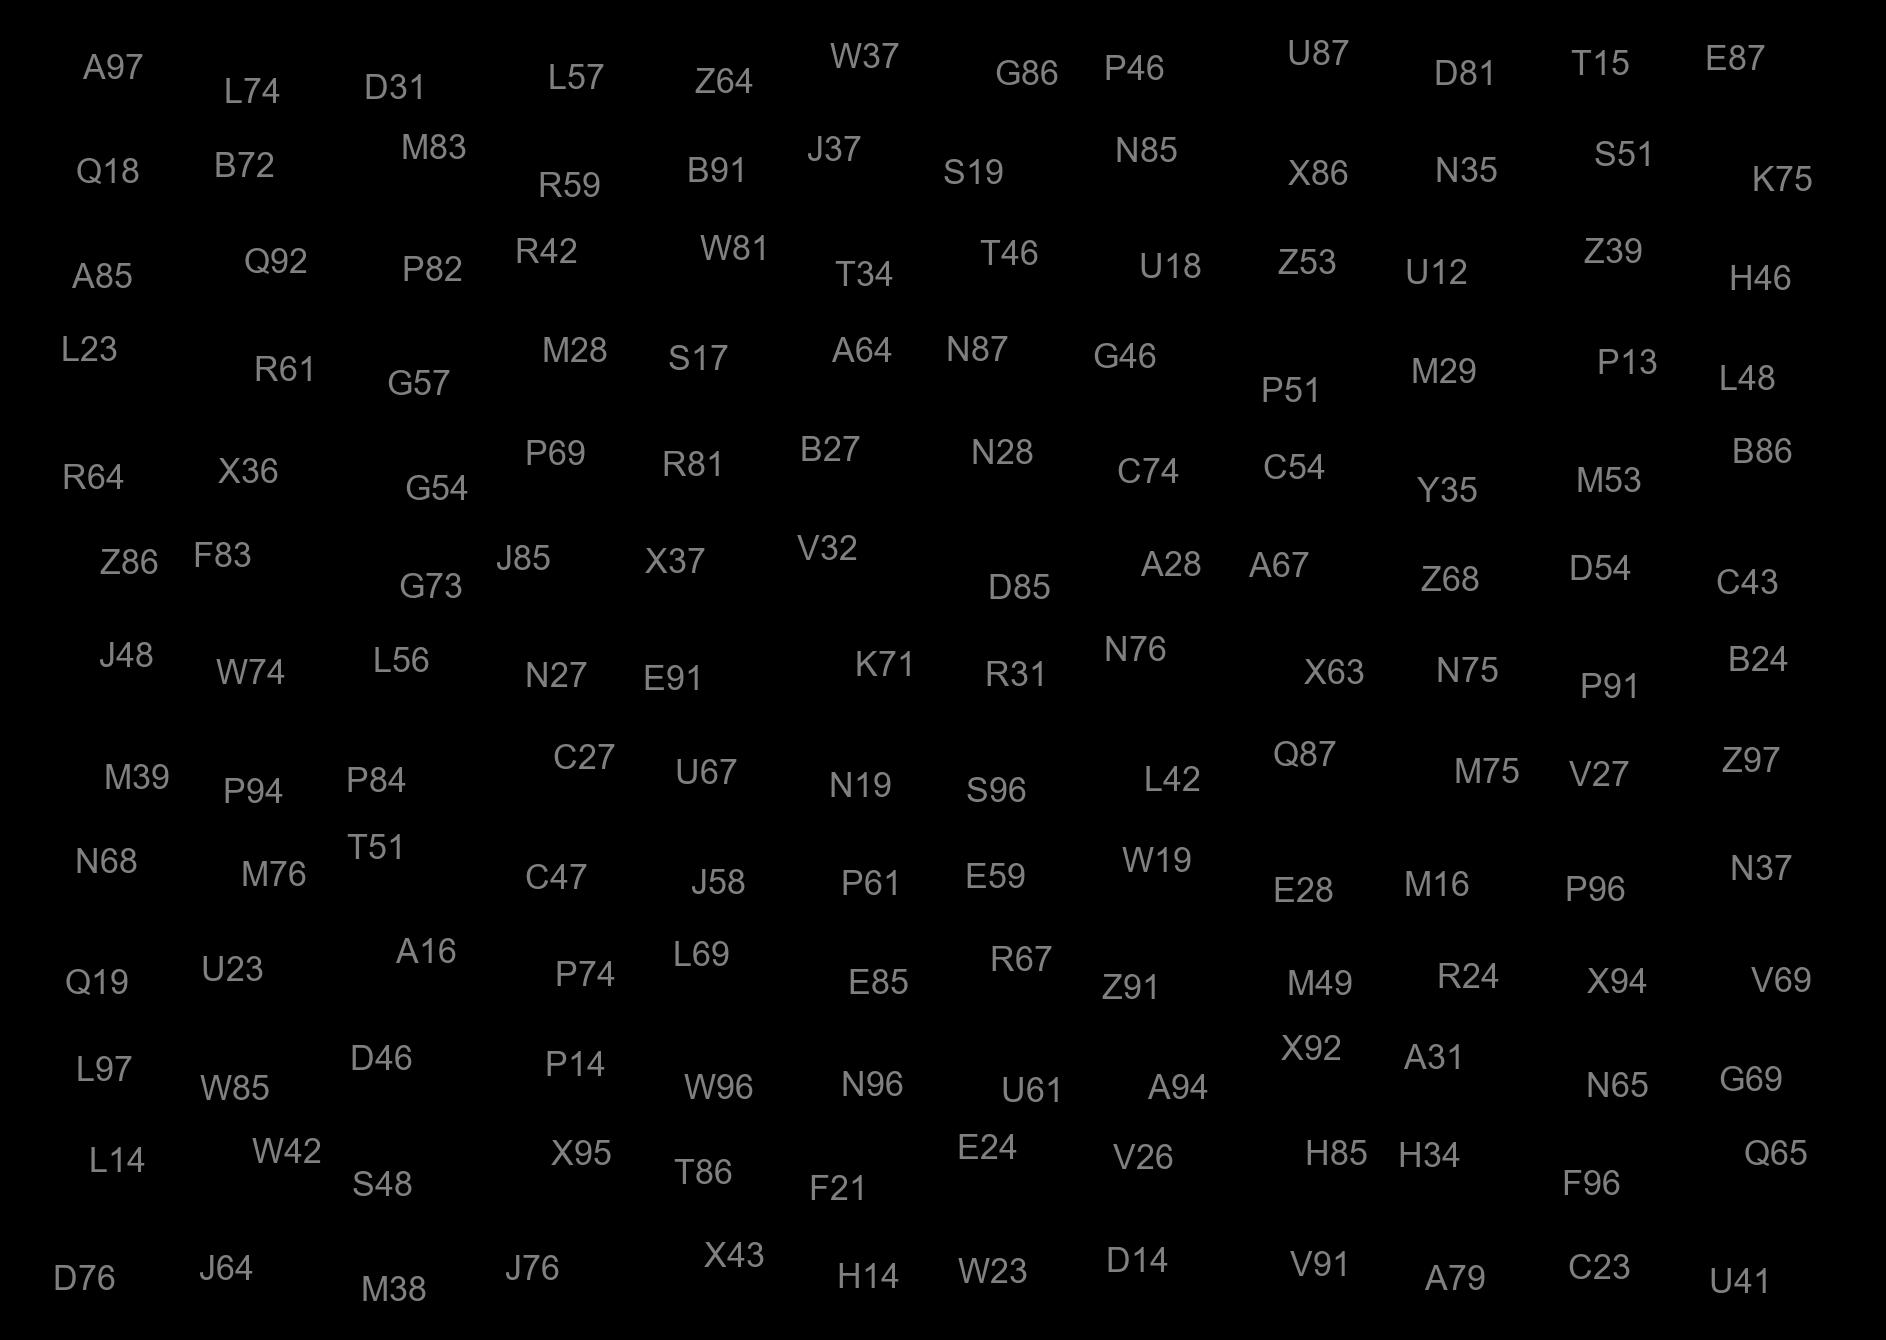 A97 L74 D31 L57 Z64 W37 G86 P46 U87 D81 T15 E87
Q18 B72 M83 R59 B91 J37 S19 N85 X86 N35 S51 K75
A85 Q92 P82 R42 W81 T34 T46 U18 Z53 U12 Z39 H46
L23 R61 G57 M28 S17 A64 N87 G46 P51 M29 P13 L48
R64 X36 G54 P69 R81 B27 N28 C74 C54 Y35 M53 B86
Z86 F83 G73 J85 X37 V32 D85 A28 A67 Z68 D54 C43
J48 W74 L56 N27 E91 K71 R31 N76 X63 N75 P91 B24
M39 P94 P84 C27 U67 N19 S96 L42 Q87 M75 V27 Z97
N68 M76 T51 C47 J58 P61 E59 W19 E28 M16 P96 N37
Q19 U23 A16 P74 L69 E85 R67 Z91 M49 R24 X94 V69
L97 W85 D46 P14 W96 N96 U61 A94 X92 A31 N65 G69
L14 W42 S48 X95 T86 F21 E24 V26 H85 H34 F96 Q65
D76 J64 M38 J76 X43 H14 W23 D14 V91 A79 C23 U41